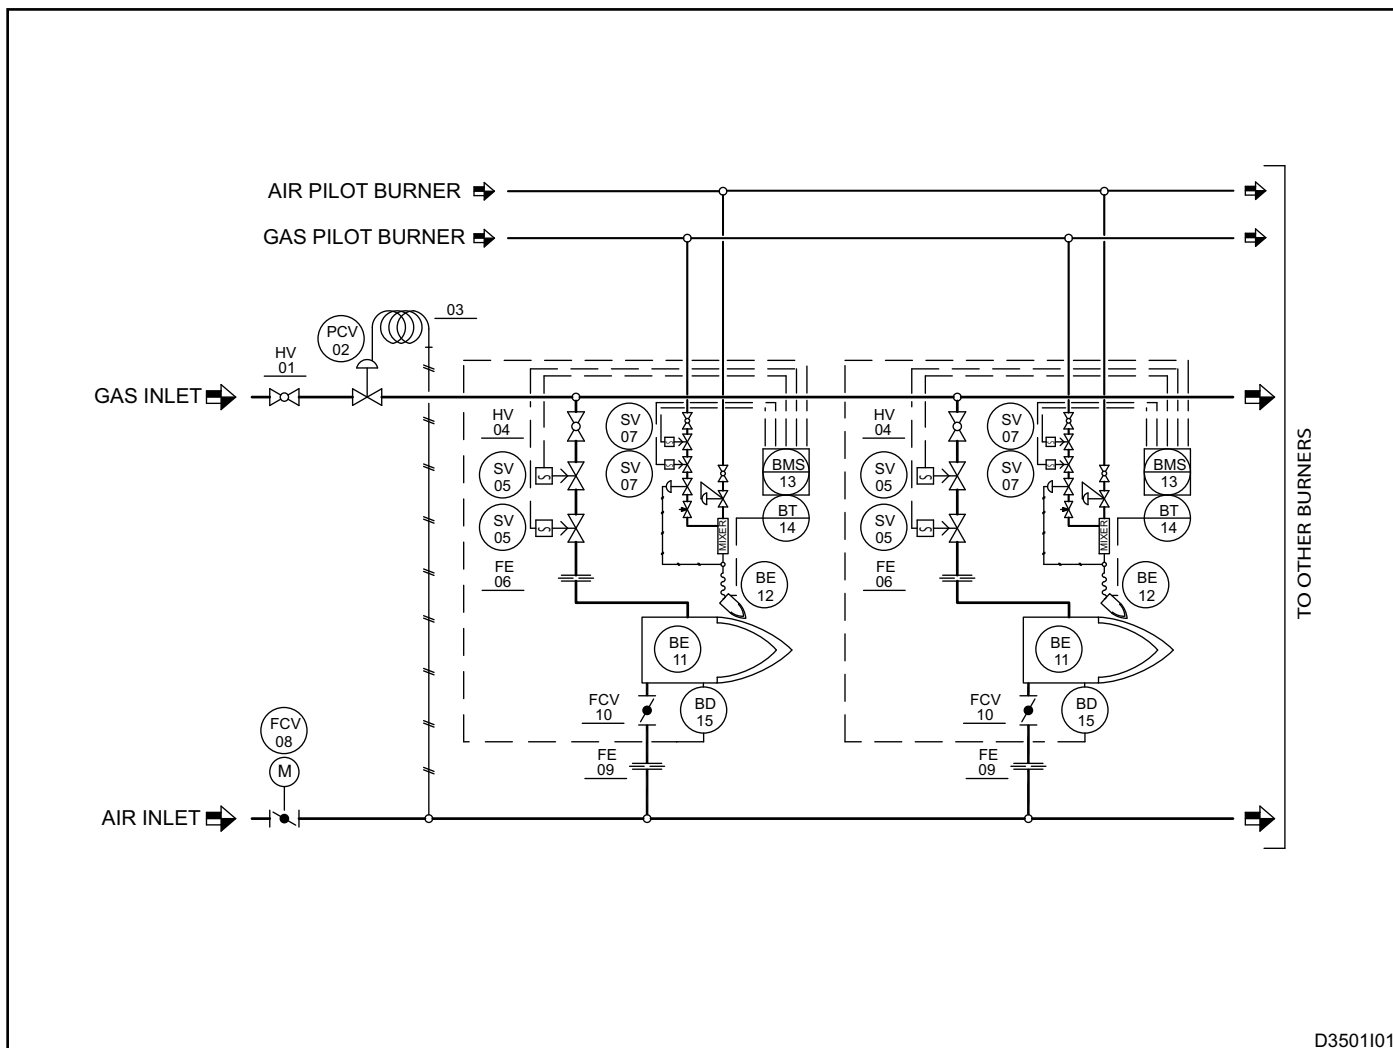 AIR PILOT BURNER
GAS PILOT BURNER
03
PCV
02
HV
01
GAS INLET
HV
04
SV
07
SV
05
SV
07
BMS
13
SV
05
BT
14
MIXER
FE
06
BE
12
BE
11
FCV
10
BD
15
FE
09
HV
04
SV
07
SV
05
SV
07
BMS
13
SV
05
BT
14
MIXER
FE
06
BE
12
BE
11
FCV
10
BD
15
FE
09
FCV
08
M
AIR INLET
TO OTHER BURNERS
D3501I01